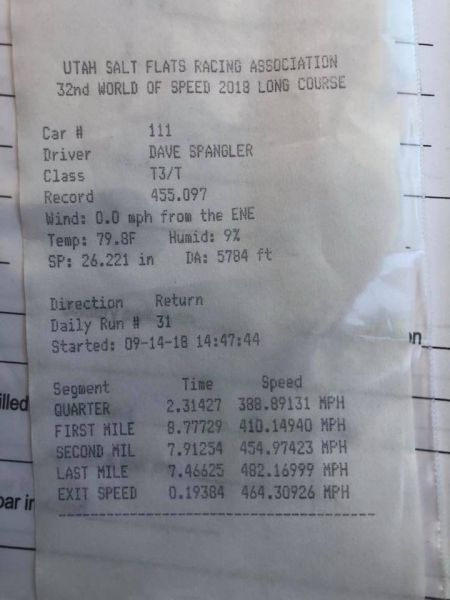 UTAH SALT FLATS RACING ASSOCIATION
32nd WORLD OF SPEED 2018 LONG COURSE
Car # 111
Driver DAVE SPANGLER
Class T3/T
Record 455.097
Wind: 0.0 mph from the ENE
Temp: 79.8F Humid: 9%
SP: 26.221 in DA: 5784 ft
Direction Return
Daily Run # 31
Started: 09-14-18 14:47:44
Segment Time Speed
QUARTER 2.31427 388.89131 MPH
FIRST MILE 8.77729 410.14940 MPH
SECOND MIL 7.91254 454.97423 MPH
LAST MILE 7.46625 482.16999 MPH
EXIT SPEED 0.19384 464.30926 MPH